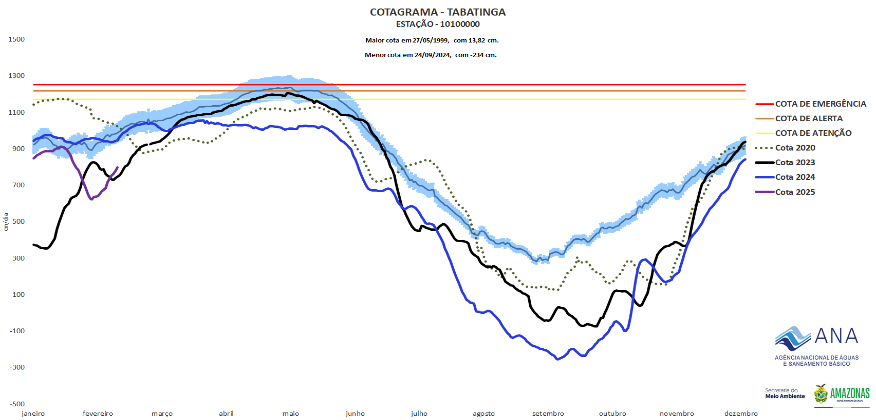 COTAGRAMA - TABATINGA
ESTAÇÃO - 10100000
Maior cota em 27/05/1999, com 13,82 cm.
Menor cota em 24/09/2024, com -234 cm.
1500
1300
1100
900
700
500
300
100
-100
-300
-500
cm/dia
janeiro fevereiro março abril maio junho julho agosto setembro outubro novembro dezembro
COTA DE EMERGÊNCIA
COTA DE ALERTA
COTA DE ATENÇÃO
Cota 2020
Cota 2023
Cota 2024
Cota 2025
ANA
AGÊNCIA NACIONAL DE ÁGUAS
E SANEAMENTO BÁSICO
Secretaria do
Meio Ambiente
AMAZONAS